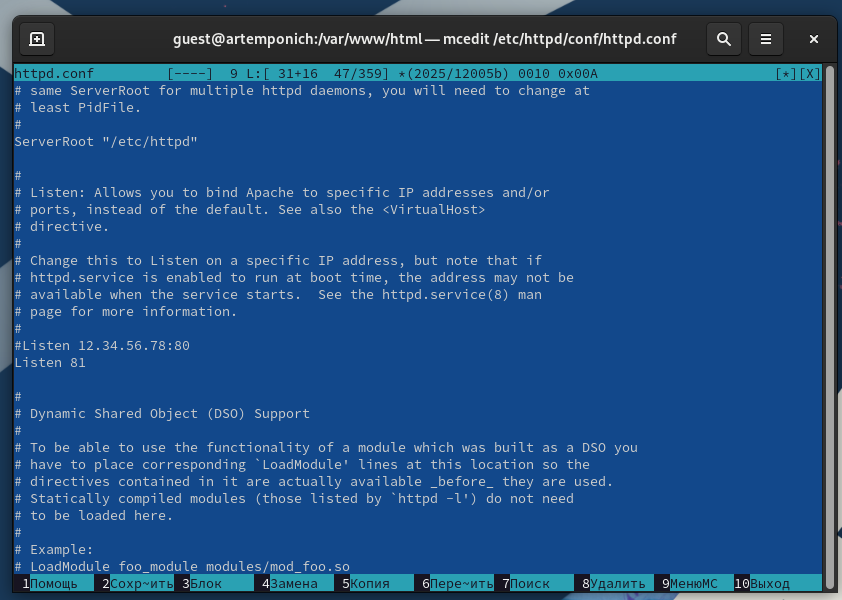 guest@artemponich:/var/www/html — mcedit /etc/httpd/conf/httpd.conf
httpd.conf [----] 9 L:[ 31+16 47/359] *(2025/12005b) 0010 0x00A [*][X]
# same ServerRoot for multiple httpd daemons, you will need to change at
# least PidFile.
#
ServerRoot "/etc/httpd"
#
# Listen: Allows you to bind Apache to specific IP addresses and/or
# ports, instead of the default. See also the <VirtualHost>
# directive.
#
# Change this to Listen on a specific IP address, but note that if
# httpd.service is enabled to run at boot time, the address may not be
# available when the service starts.  See the httpd.service(8) man
# page for more information.
#
#Listen 12.34.56.78:80
Listen 81
#
# Dynamic Shared Object (DSO) Support
#
# To be able to use the functionality of a module which was built as a DSO you
# have to place corresponding `LoadModule' lines at this location so the
# directives contained in it are actually available _before_ they are used.
# Statically compiled modules (those listed by `httpd -l') do not need
# to be loaded here.
#
# Example:
# LoadModule foo_module modules/mod_foo.so
1Помощь 2Сохр~ить 3Блок 4Замена 5Копия 6Пере~ить 7Поиск 8Удалить 9МенюMC 10Выход